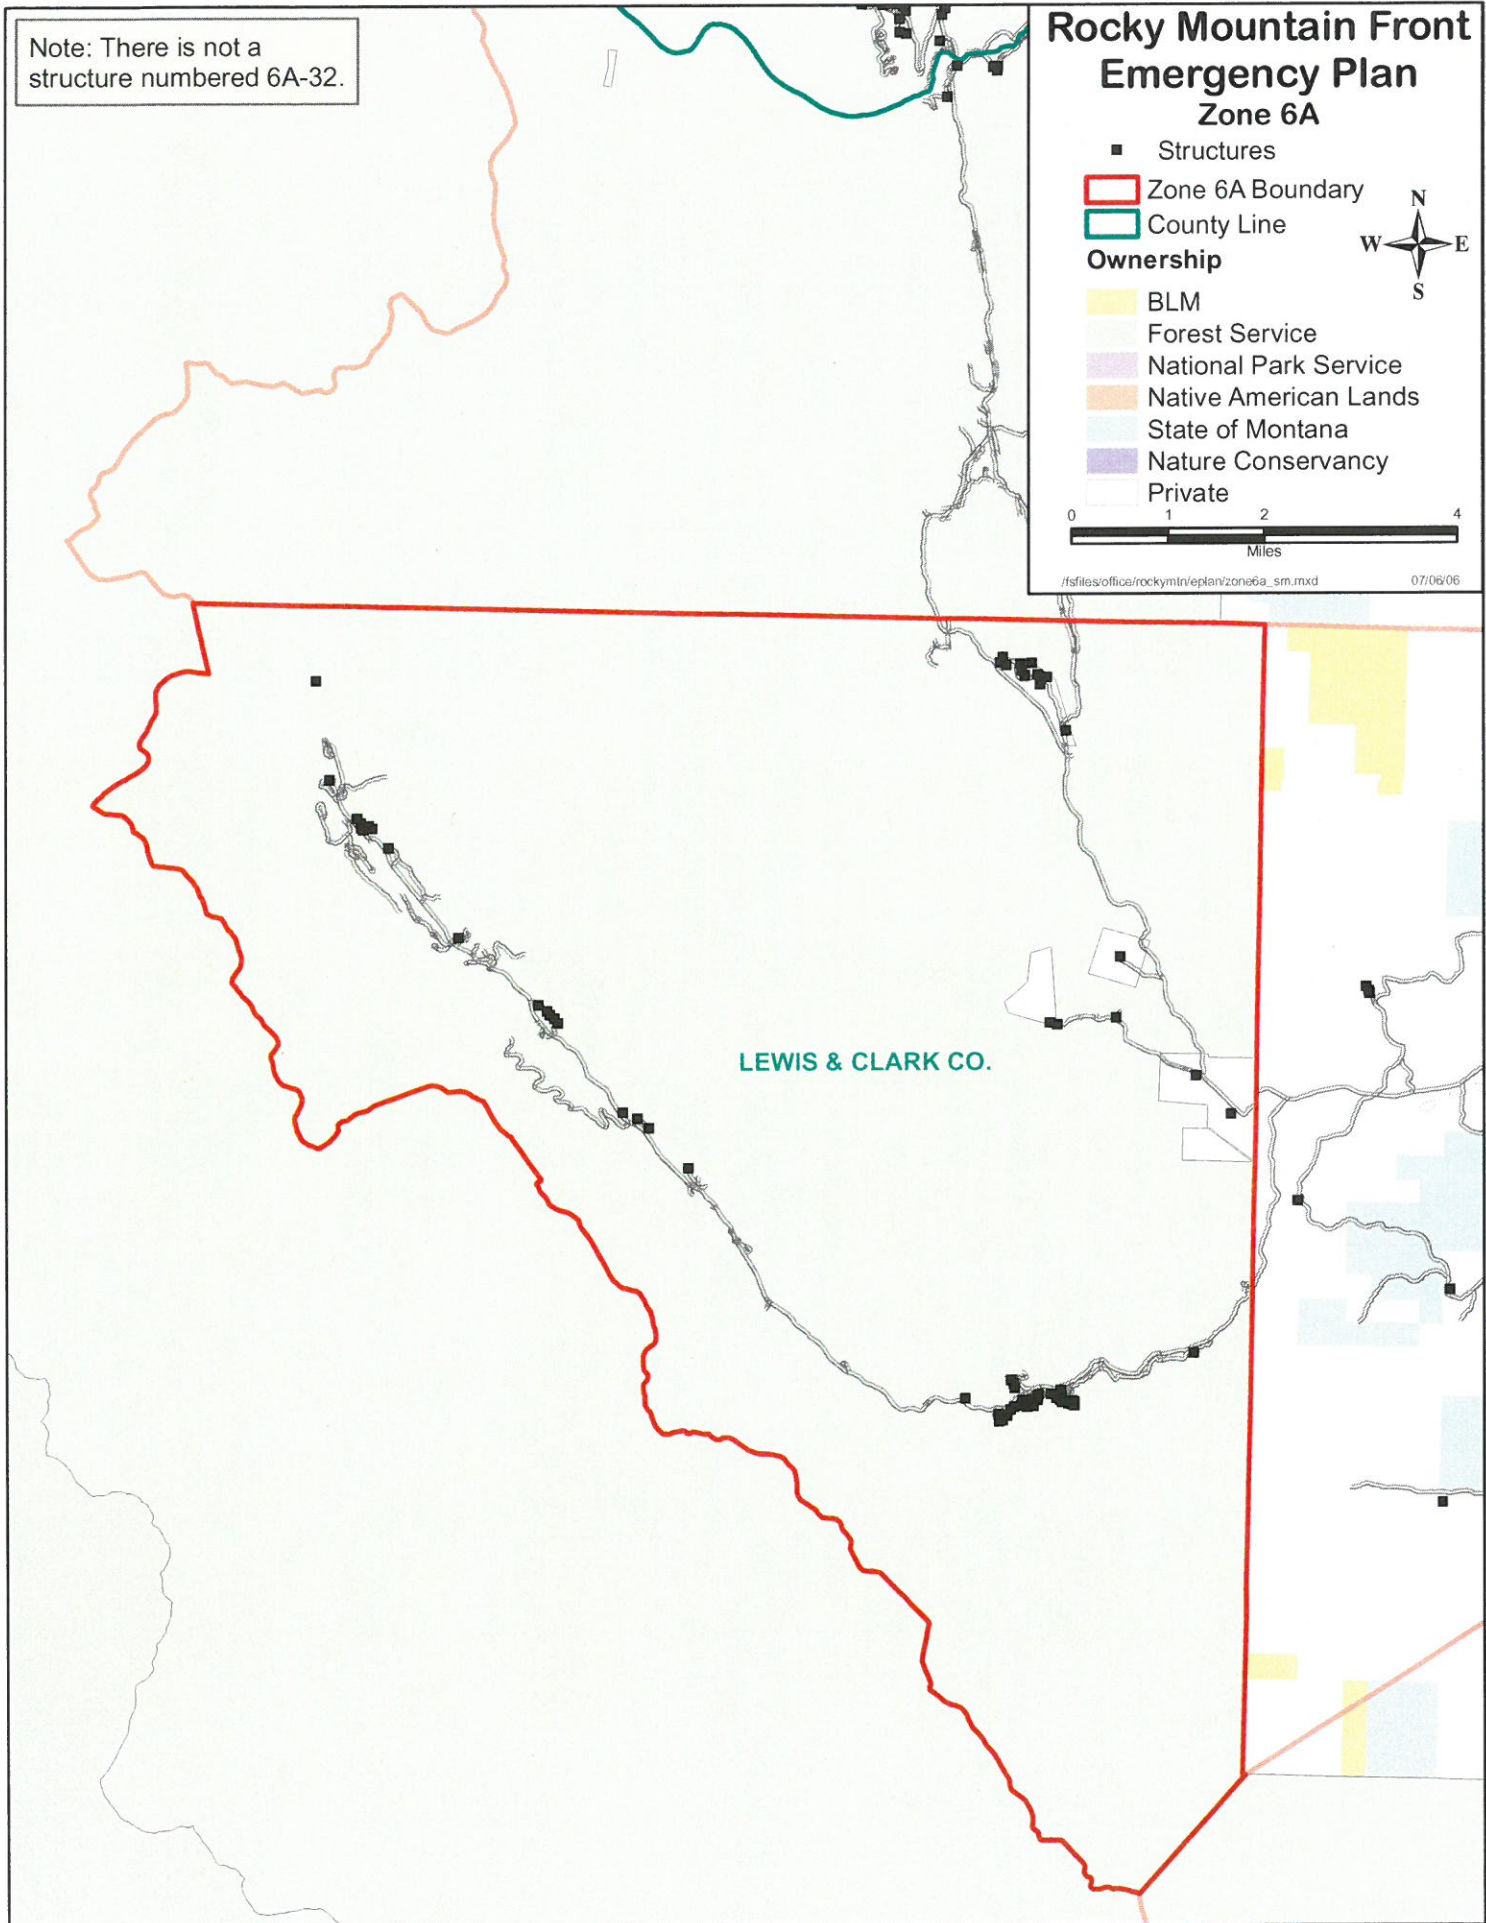 Note: There is not a
structure numbered 6A-32.
Rocky Mountain Front
Emergency Plan
Zone 6A
Structures
Zone 6A Boundary
County Line
N
W E
S
Ownership
BLM
Forest Service
National Park Service
Native American Lands
State of Montana
Nature Conservancy
Private
0 1 2 4
Miles
/fsfiles/office/rockymtn/eplan/zone6a_sm.mxd 07/06/06
LEWIS & CLARK CO.